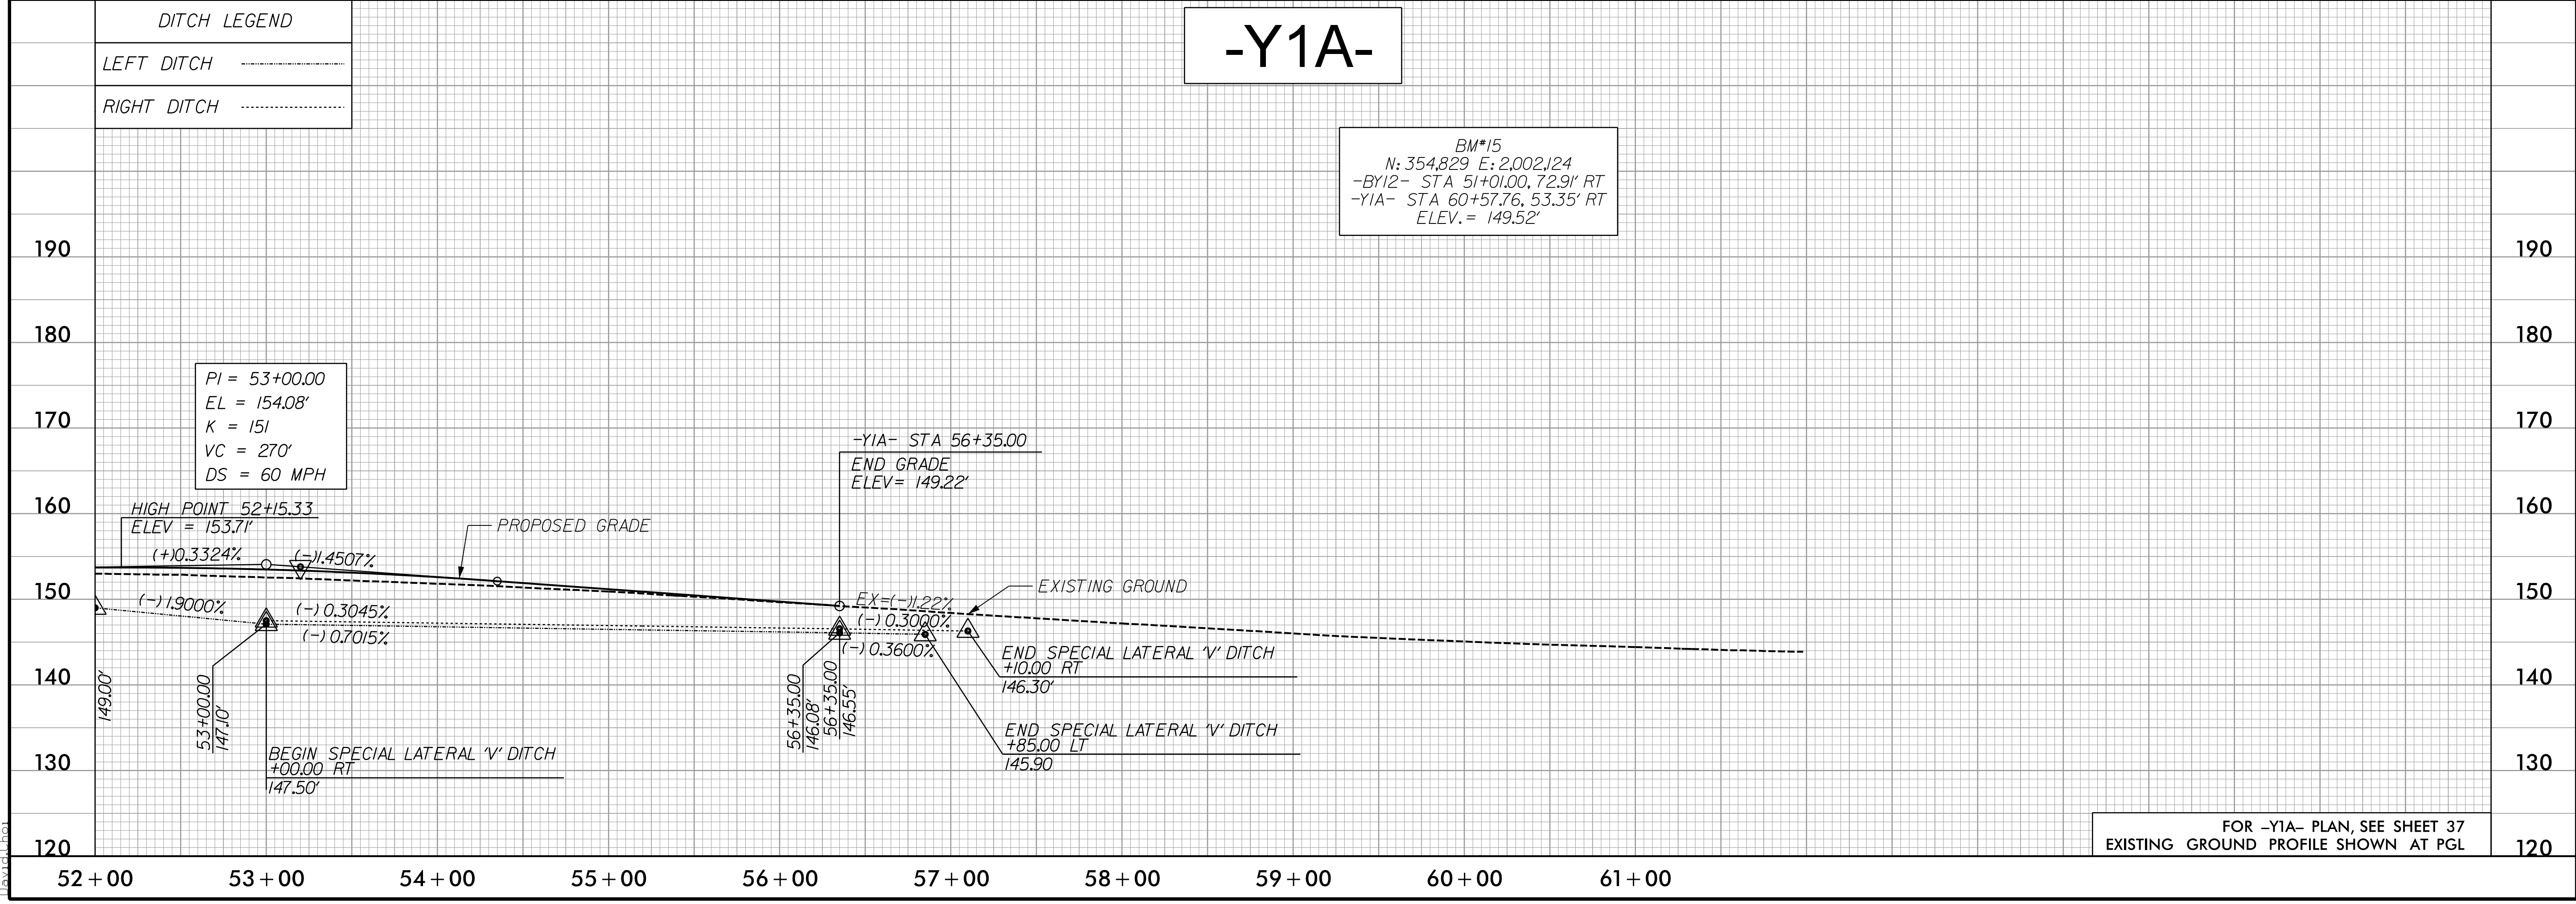 DITCH LEGEND
LEFT DITCH
RIGHT DITCH
-Y1A-
BM#15
N: 354,829 E: 2,002,124
-BY12- STA 51+01.00, 72.91' RT
-Y1A- STA 60+57.76, 53.35' RT
ELEV. = 149.52'
190
190
180
180
170
170
160
160
150
150
140
140
130
130
120
120
PI = 53+00.00
EL = 154.08'
K = 151
VC = 270'
DS = 60 MPH
HIGH POINT 52+15.33
ELEV = 153.71'
(+)0.3324%
(-)1.4507%
PROPOSED GRADE
-Y1A- STA 56+35.00
END GRADE
ELEV= 149.22'
EXISTING GROUND
EX=(-)1.22%
(-)1.9000%
(-)0.3045%
(-)0.7015%
(-)0.3000%
(-)0.3600%
149.00'
53+00.00
147.10'
BEGIN SPECIAL LATERAL 'V' DITCH
+00.00 RT
147.50'
56+35.00
146.08'
56+35.00
146.55'
END SPECIAL LATERAL 'V' DITCH
+10.00 RT
146.30'
END SPECIAL LATERAL 'V' DITCH
+85.00 LT
145.90
FOR –Y1A– PLAN, SEE SHEET 37
EXISTING GROUND PROFILE SHOWN AT PGL
52+00 53+00 54+00 55+00 56+00 57+00 58+00 59+00 60+00 61+00